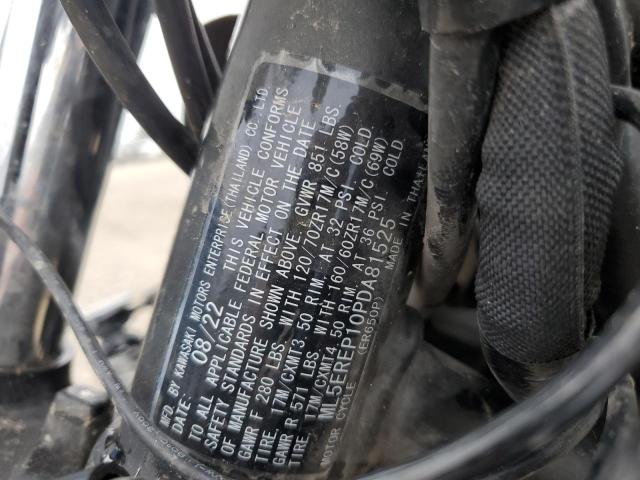 MFD. BY KAWASAKI MOTORS ENTERPRISE(THAILAND) CO., LTD.
DATE: 08/22 THIS VEHICLE CONFORMS
TO ALL APPLICABLE FEDERAL MOTOR VEHICLE
SAFETY STANDARDS IN EFFECT ON THE DATE
OF MANUFACTURE SHOWN ABOVE. GVWR 851 LBS.
GAWR F 280 LBS. WITH 120/70ZR17M/C(58W)
TIRE, 17M/CXMT3.50 RIM AT 32 PSI. COLD
GAWR R 571 LBS. WITH 160/60ZR17M/C(69W)
TIRE, 17M/CXMT4.50 RIM AT 36 PSI. COLD.
ML5EREP10PDA81525
MOTOR CYCLE (ER650P) MADE IN THAILAND